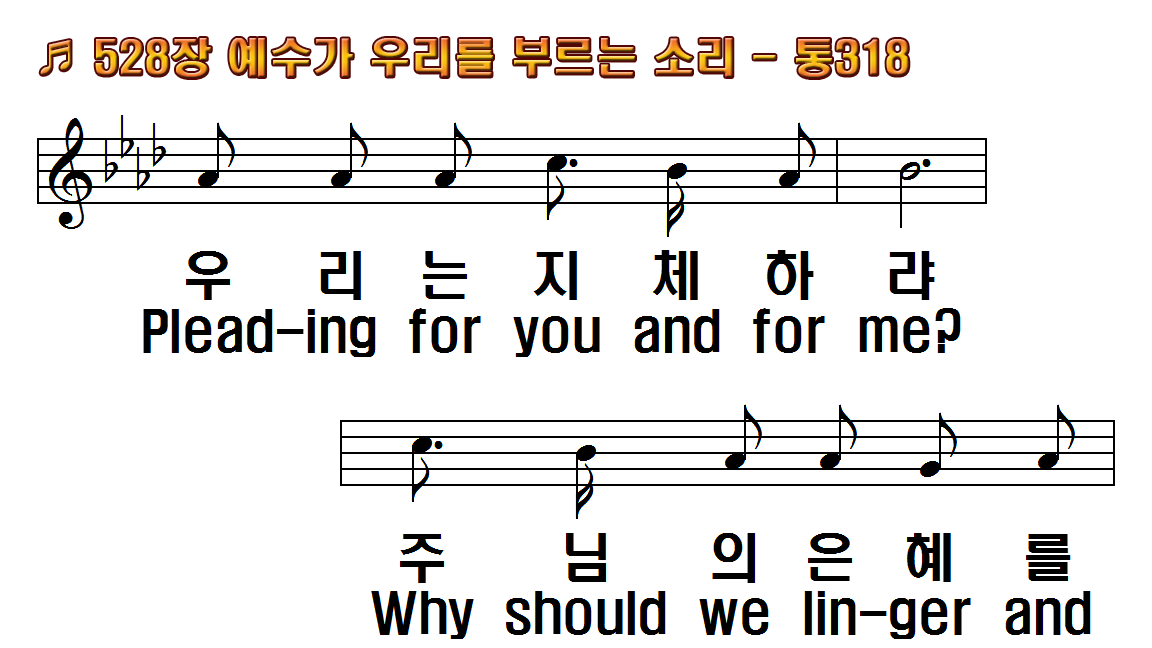 ♬ 528장 예수가 우리를 부르는 소리 - 통318
우 리 는 지 체 하 랴
Plead-ing for you and for me?
주 님 의 은 혜 를
Why should we lin-ger and